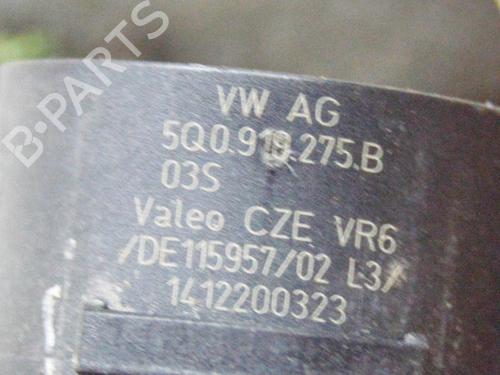 B-PARTS
VW AG
5Q0.919.275.B
03S
Valeo CZE VR6
/DE115957/02 L3/
1412200323